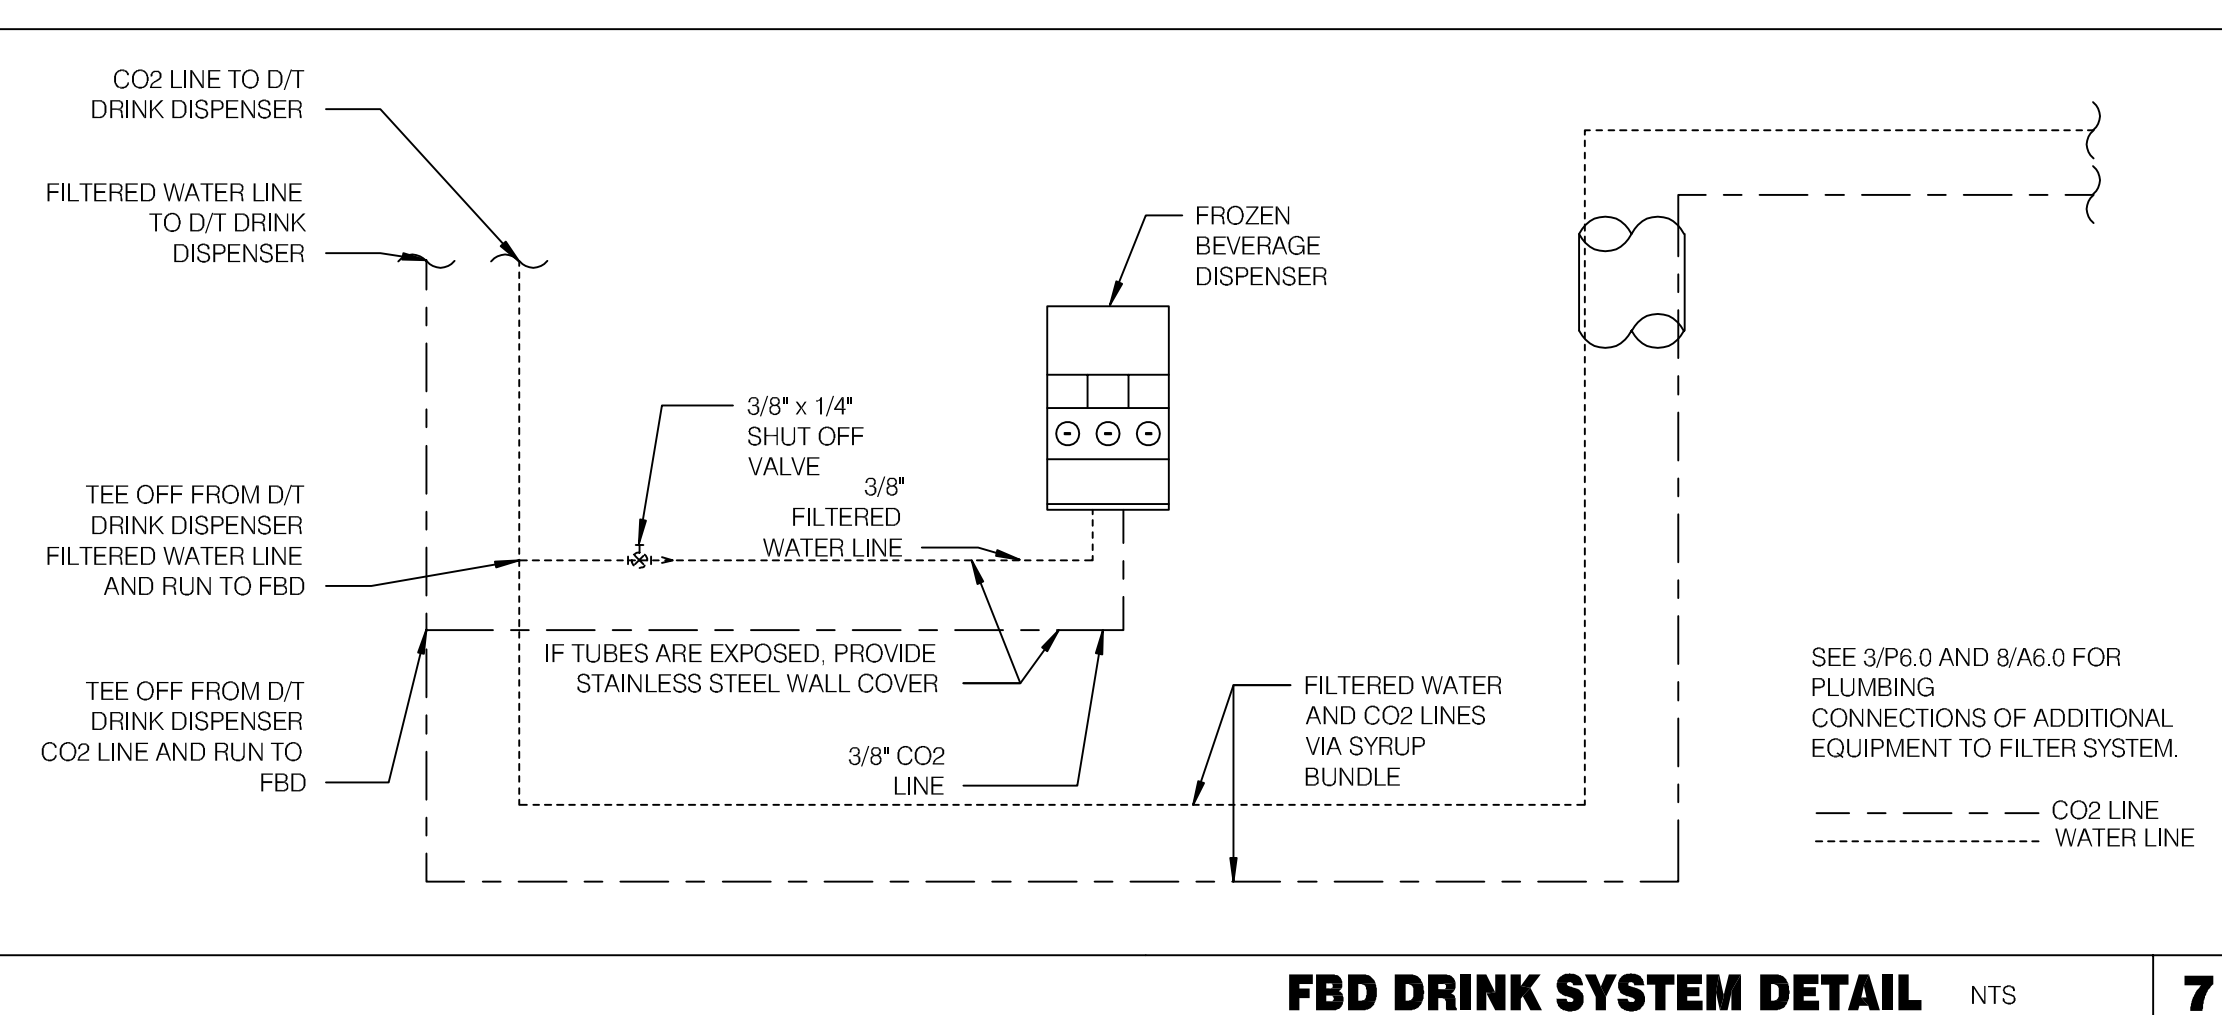 CO2 LINE TO D/T
DRINK DISPENSER
FILTERED WATER LINE
TO D/T DRINK
DISPENSER
FROZEN
BEVERAGE
DISPENSER
3/8" x 1/4"
SHUT OFF
VALVE
3/8"
FILTERED
WATER LINE
TEE OFF FROM D/T
DRINK DISPENSER
FILTERED WATER LINE
AND RUN TO FBD
IF TUBES ARE EXPOSED, PROVIDE
STAINLESS STEEL WALL COVER
TEE OFF FROM D/T
DRINK DISPENSER
CO2 LINE AND RUN TO
FBD
3/8" CO2
LINE
FILTERED WATER
AND CO2 LINES
VIA SYRUP
BUNDLE
SEE 3/P6.0 AND 8/A6.0 FOR
PLUMBING
CONNECTIONS OF ADDITIONAL
EQUIPMENT TO FILTER SYSTEM.
CO2 LINE
WATER LINE
FBD DRINK SYSTEM DETAIL NTS 7